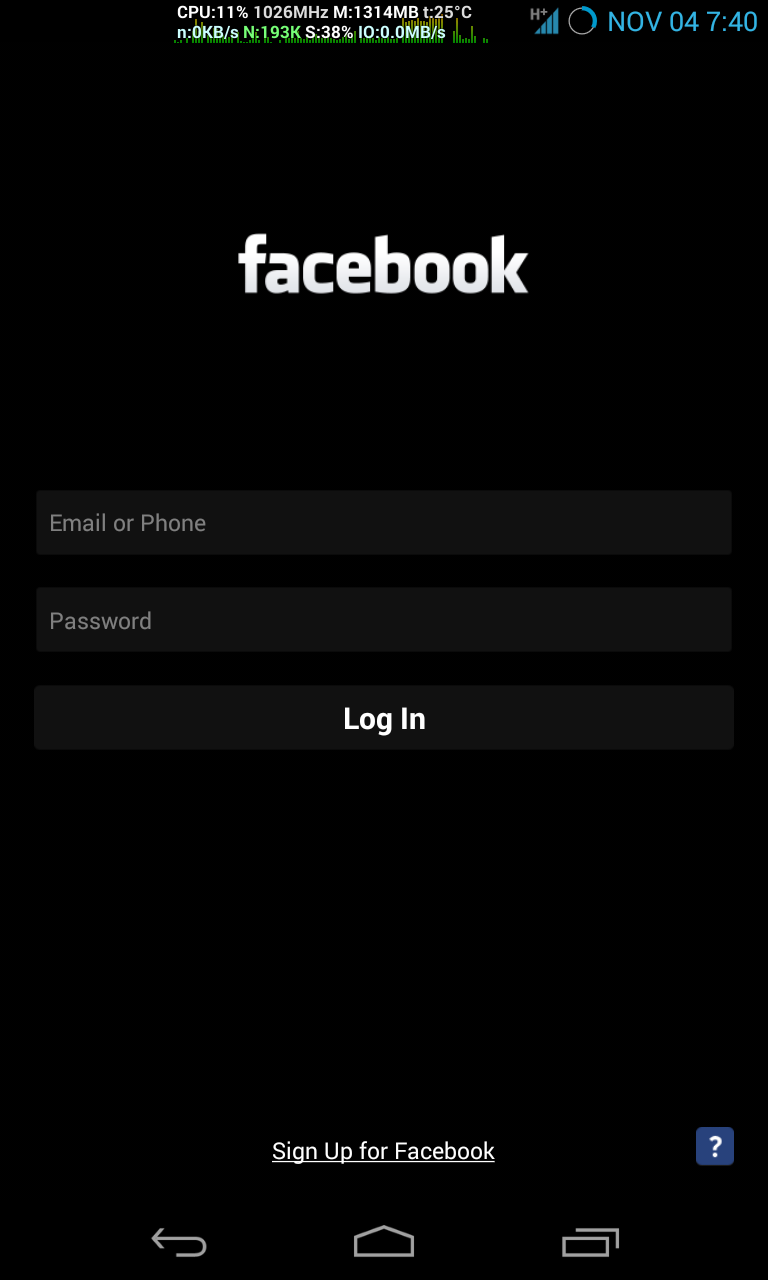 CPU:11% 1026MHz M:1314MB t:25°C
n:0KB/s N:193K S:38% IO:0.0MB/s
H+
NOV 04 7:40
facebook
Email or Phone
Password
Log In
Sign Up for Facebook
?